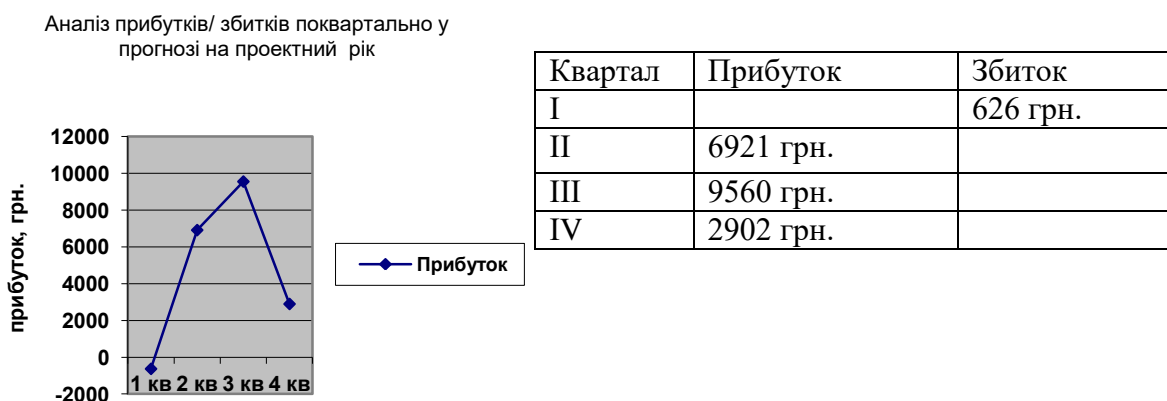 Аналіз прибутків/ збитків поквартально у
прогнозі на проектний рік
прибуток, грн.
12000
10000
8000
6000
4000
2000
0
-2000
1 кв 2 кв 3 кв 4 кв
Прибуток
Квартал Прибуток Збиток
I 626 грн.
II 6921 грн.
III 9560 грн.
IV 2902 грн.